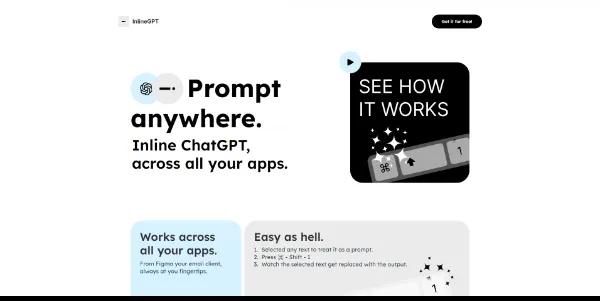 InlineGPT
Get it for free!
Prompt
anywhere.
Inline ChatGPT,
across all your apps.
SEE HOW
IT WORKS
⌘
1
Works across
all your apps.
From Figma your email client,
always at you fingertips.
Easy as hell.
1. Selected any text to treat it as a prompt.
2. Press ⌘ - Shift - 1
3. Watch the selected text get replaced with the output.
1